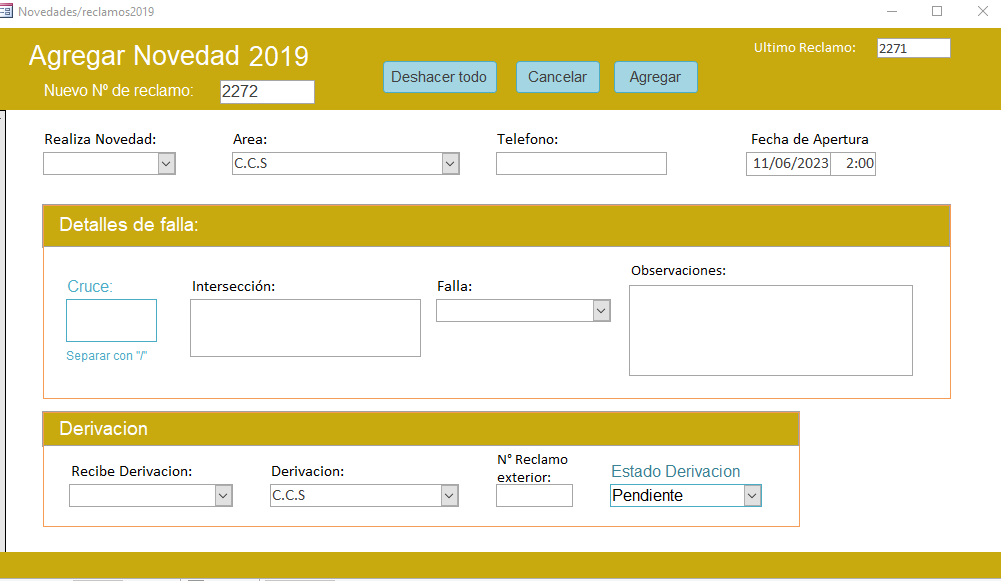 Novedades/reclamos2019
Agregar Novedad 2019
Ultimo Reclamo: 2271
Deshacer todo Cancelar Agregar
Nuevo Nº de reclamo: 2272
Realiza Novedad: Area: Telefono: Fecha de Apertura
C.C.S 11/06/2023 2:00
Detalles de falla:
Observaciones:
Cruce: Intersección: Falla:
Separar con "/"
Derivacion
Recibe Derivacion: Derivacion: N° Reclamo
exterior: Estado Derivacion
C.C.S Pendiente